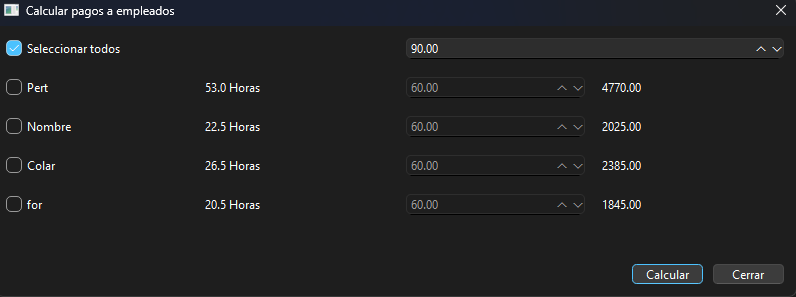 Calcular pagos a empleados
Seleccionar todos 90.00
Pert 53.0 Horas 60.00 4770.00
Nombre 22.5 Horas 60.00 2025.00
Colar 26.5 Horas 60.00 2385.00
for 20.5 Horas 60.00 1845.00
Calcular Cerrar